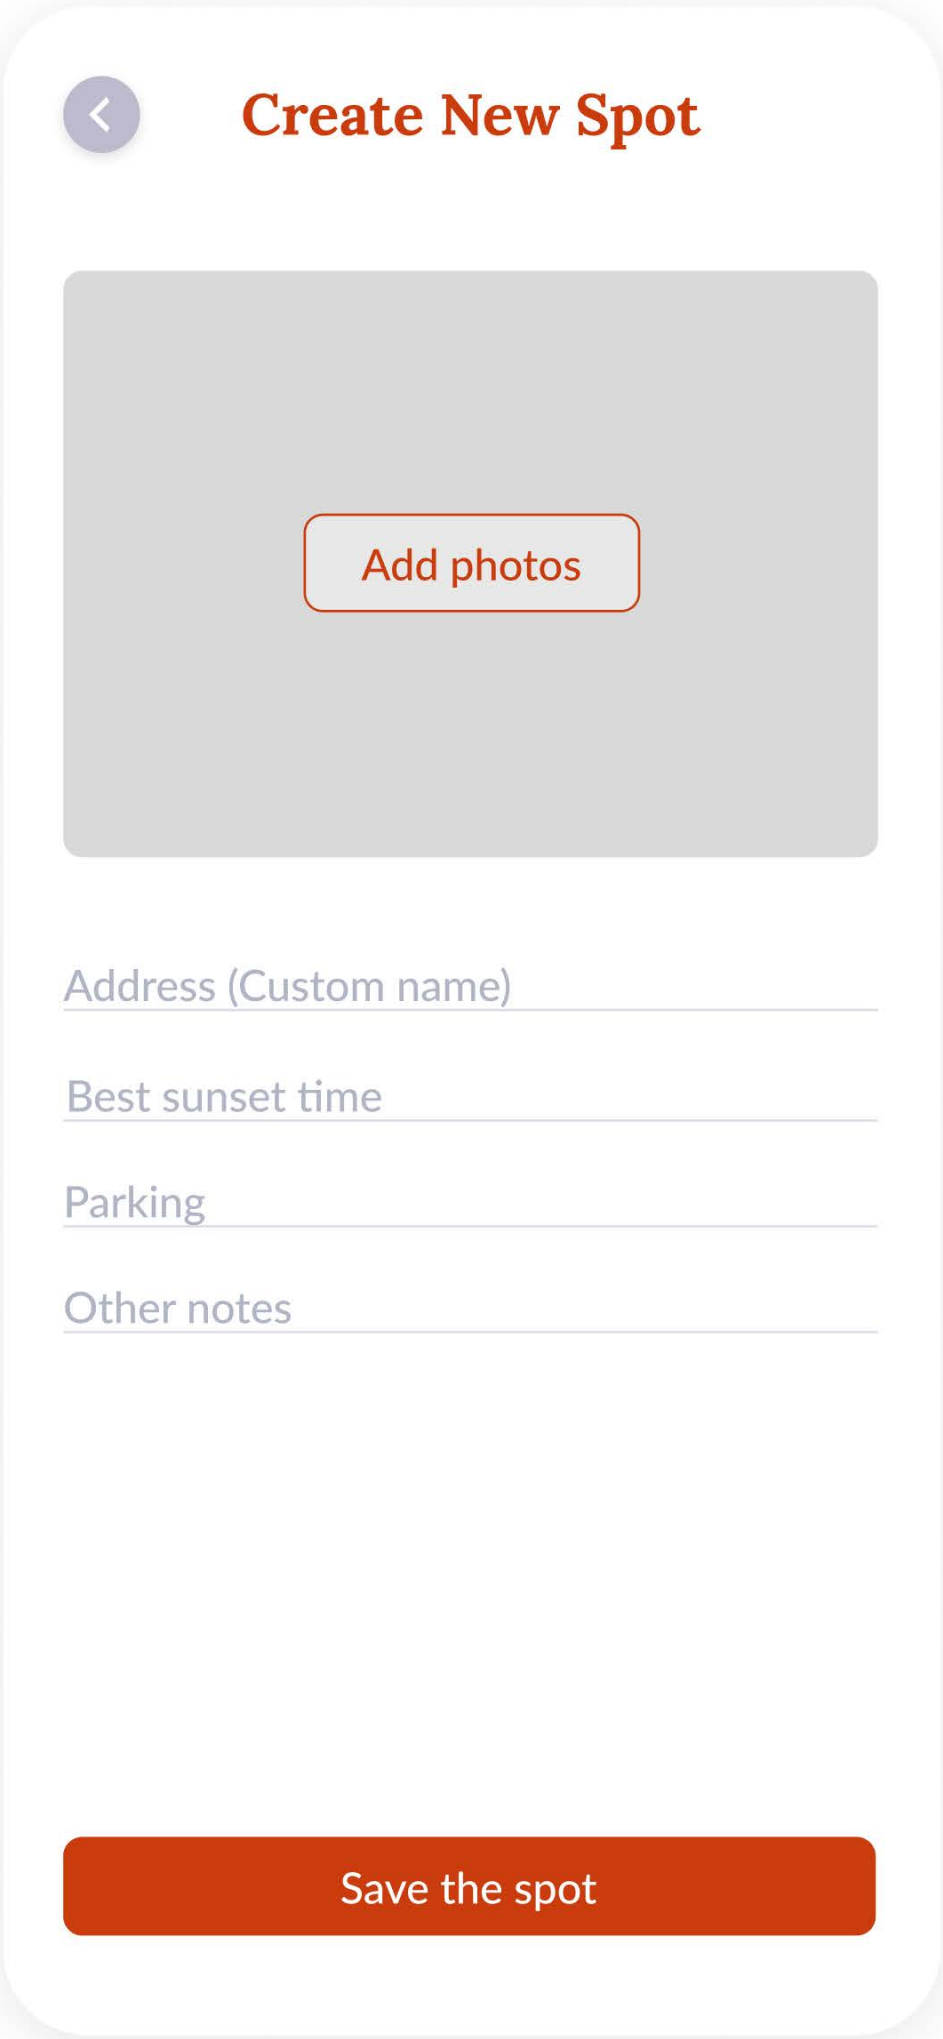 Create New Spot
Add photos
Address (Custom name)
Best sunset time
Parking
Other notes
Save the spot